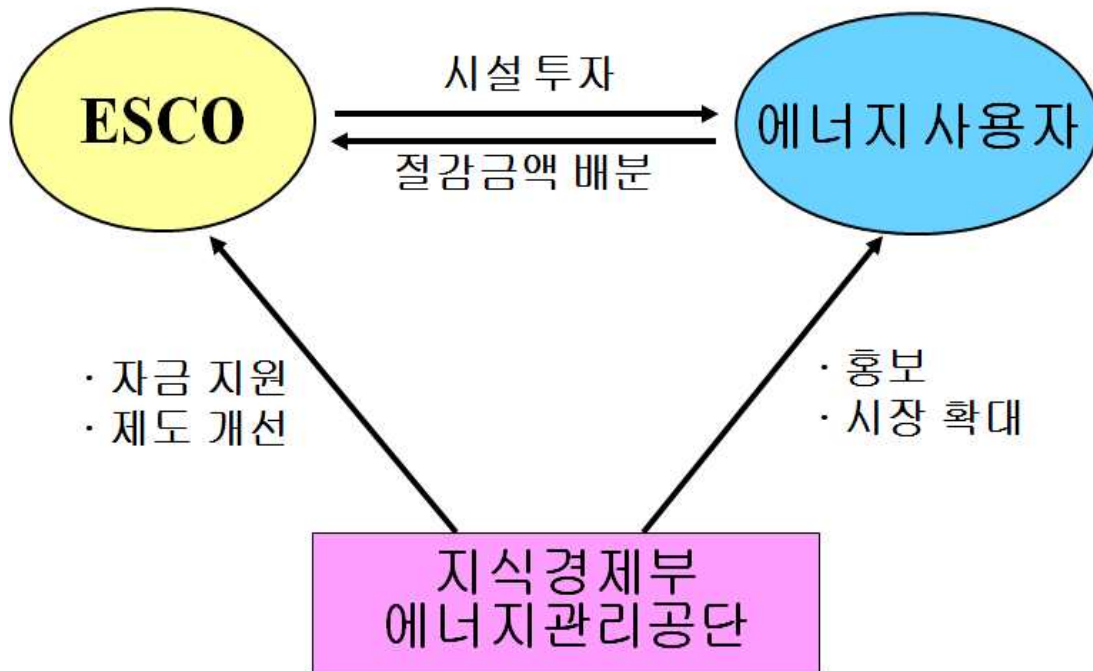 시설 투자
ESCO
에너지 사용자
절감금액 배분
· 자금 지원
· 제도 개선
· 홍보
· 시장 확대
지식경제부
에너지관리공단